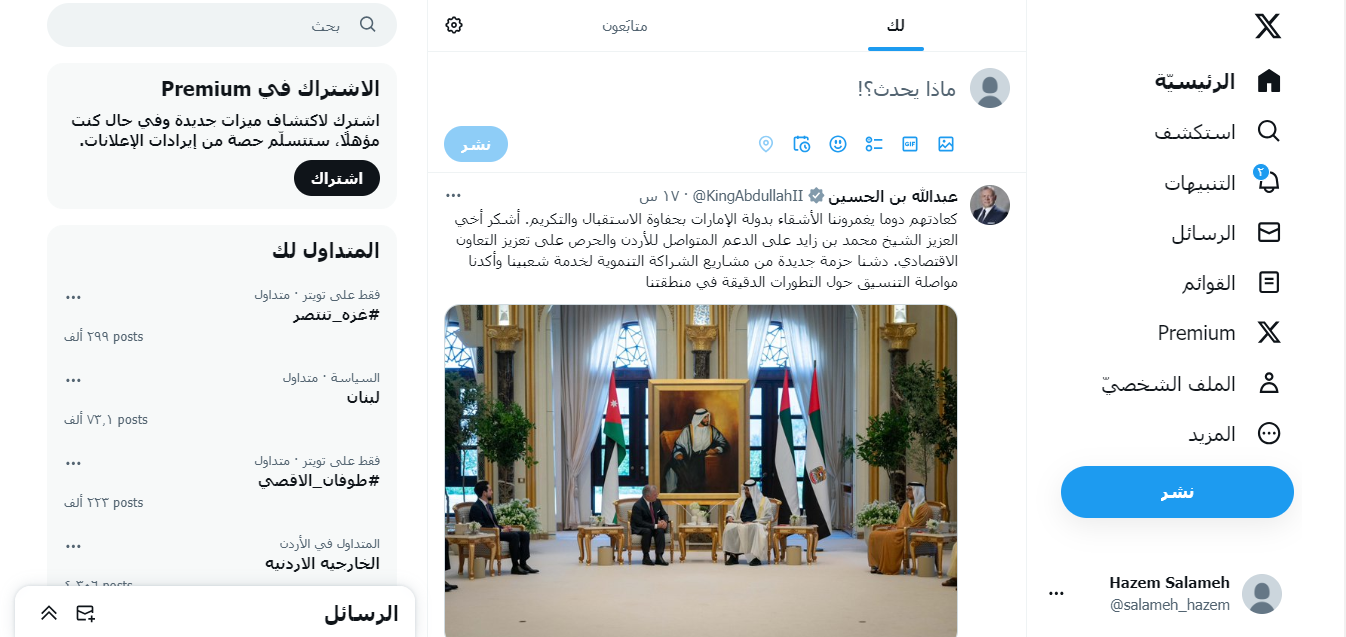 الرئيسيّة
استكشف
٢
التنبيهات
الرسائل
القوائم
Premium
الملف الشخصيّ
المزيد
نشر
Hazem Salameh
@salameh_hazem
لك
متابَعون
ماذا يحدث؟!
GIF
نشر
عبدالله بن الحسين @KingAbdullahII · ١٧ س
كعادتهم دوما يغمروننا الأشقاء بدولة الإمارات بحفاوة الاستقبال والتكريم. أشكر أخي
العزيز الشيخ محمد بن زايد على الدعم المتواصل للأردن والحرص على تعزيز التعاون
الاقتصادي. دشنا حزمة جديدة من مشاريع الشراكة التنموية لخدمة شعبينا وأكدنا
مواصلة التنسيق حول التطورات الدقيقة في منطقتنا
بحث
الاشتراك في Premium
اشترِك لاكتشاف ميزات جديدة وفي حال كنت
مؤهلًا، ستتسلّم حصة من إيرادات الإعلانات.
اشتراك
المتداول لك
فقط على تويتر · متداول
#غزه_تنتصر
٢٩٩ ألف posts
السياسة · متداول
لبنان
٧٣,١ ألف posts
فقط على تويتر · متداول
#طوفان_الاقصي
٢٢٣ ألف posts
المتداول في الأردن
الخارجيه الاردنيه
posts
الرسائل